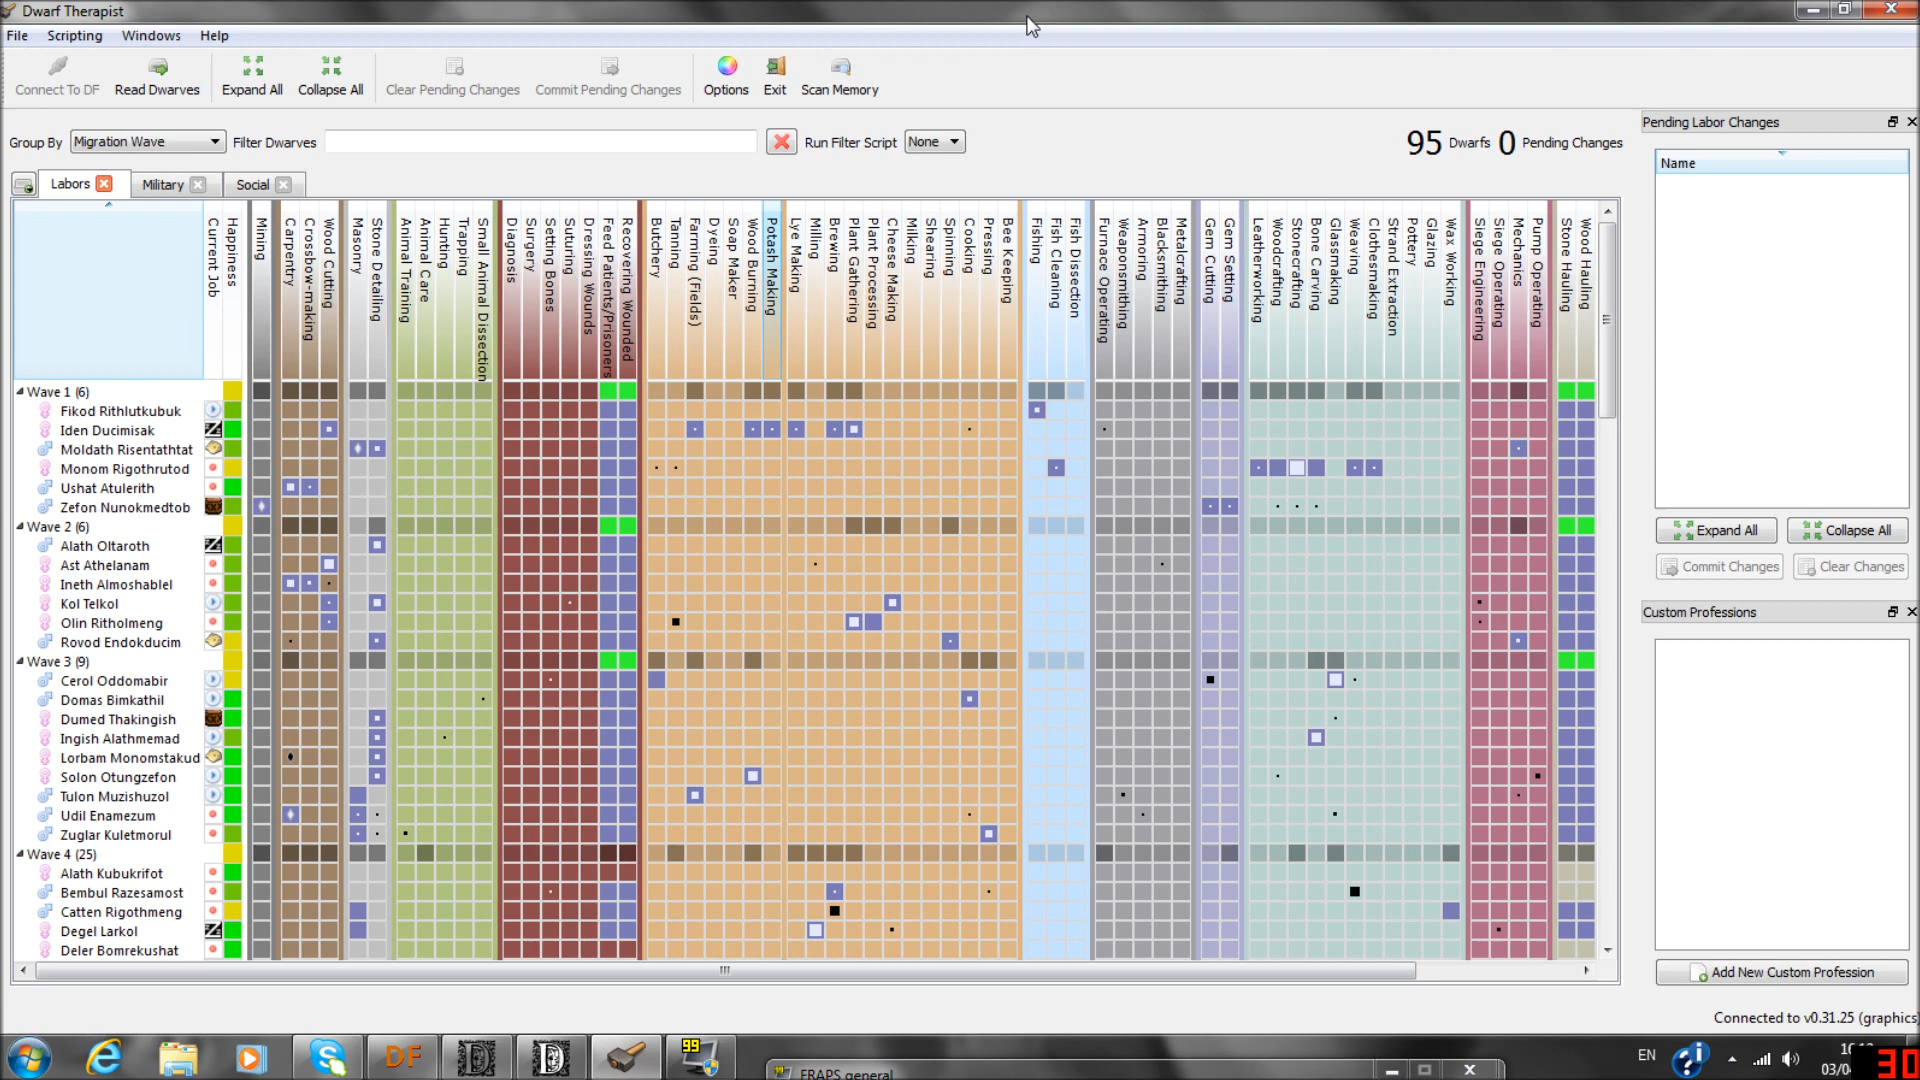 Dwarf Therapist
File Scripting Windows Help
Connect To DF Read Dwarves Expand All Collapse All Clear Pending Changes Commit Pending Changes Options Exit Scan Memory
Group By Migration Wave Filter Dwarves Run Filter Script None 95 Dwarfs 0 Pending Changes
Labors Military Social
Current Job
Happiness
Mining
Carpentry
Crossbow-making
Wood Cutting
Masonry
Stone Detailing
Animal Training
Animal Care
Hunting
Trapping
Small Animal Dissection
Diagnosis
Surgery
Setting Bones
Suturing
Dressing Wounds
Feed Patients/Prisoners
Recovering Wounded
Butchery
Tanning
Farming (Fields)
Dyeing
Soap Maker
Wood Burning
Potash Making
Lye Making
Milling
Brewing
Plant Gathering
Plant Processing
Cheese Making
Milking
Shearing
Spinning
Cooking
Pressing
Bee Keeping
Fishing
Fish Cleaning
Fish Dissection
Furnace Operating
Weaponsmithing
Armoring
Blacksmithing
Metalcrafting
Gem Cutting
Gem Setting
Leatherworking
Woodcrafting
Stonecrafting
Bone Carving
Glassmaking
Weaving
Clothesmaking
Strand Extraction
Pottery
Glazing
Wax Working
Siege Engineering
Siege Operating
Mechanics
Pump Operating
Stone Hauling
Wood Hauling
Wave 1 (6)
Fikod Rithlutkubuk
Iden Ducimisak
Moldath Risentathtat
Monom Rigothrutod
Ushat Atulerith
Zefon Nunokmedtob
Wave 2 (6)
Alath Oltaroth
Ast Athelanam
Ineth Almoshablel
Kol Telkol
Olin Ritholmeng
Rovod Endokducim
Wave 3 (9)
Cerol Oddomabir
Domas Bimkathil
Dumed Thakingish
Ingish Alathmemad
Lorbam Monomstakud
Solon Otungzefon
Tulon Muzishuzol
Udil Enamezum
Zuglar Kuletmorul
Wave 4 (25)
Alath Kubukrifot
Bembul Razesamost
Catten Rigothmeng
Degel Larkol
Deler Bomrekushat
Pending Labor Changes
Name
Expand All Collapse All
Commit Changes Clear Changes
Custom Professions
Add New Custom Profession
Connected to v0.31.25 (graphics)
DF
99
FRAPS general
EN
03/0
30